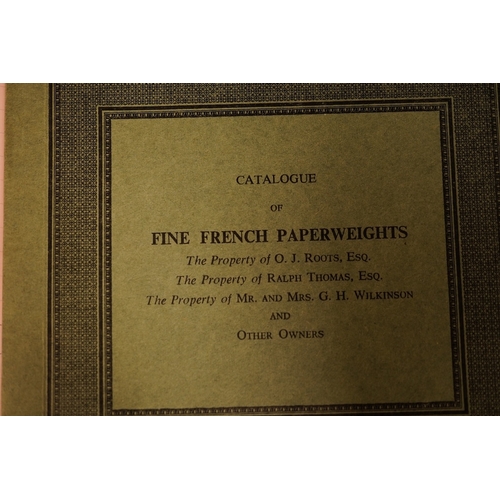 CATALOGUE
OF
FINE FRENCH PAPERWEIGHTS
The Property of O. J. ROOTS, ESQ.
The Property of RALPH THOMAS, ESQ.
The Property of MR. AND MRS. G. H. WILKINSON
AND
OTHER OWNERS